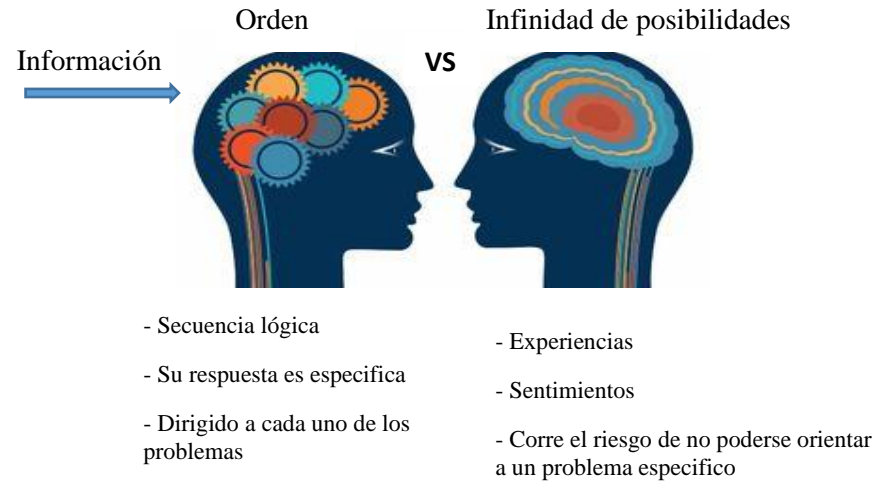 Orden
Infinidad de posibilidades
Información
VS
- Secuencia lógica
- Su respuesta es especifica
- Dirigido a cada uno de los
problemas
- Experiencias
- Sentimientos
- Corre el riesgo de no poderse orientar
a un problema especifico